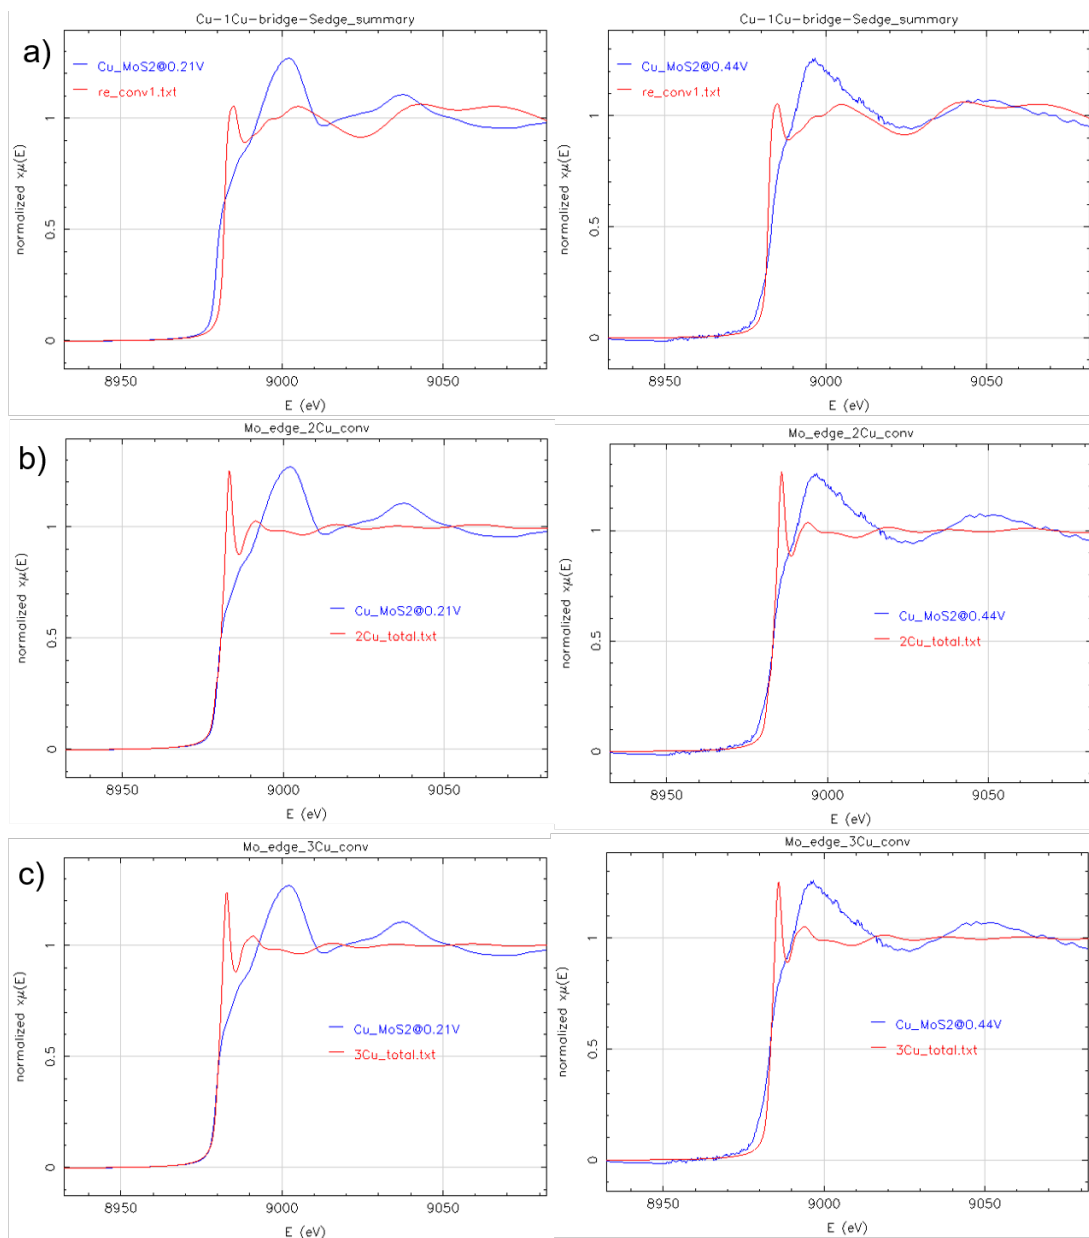 a)
Cu-1Cu-bridge-Sedge_summary
Cu_MoS2@0.21V
re_conv1.txt
normalized xμ(E)
1
0.5
0
8950
9000
9050
E (eV)
Cu-1Cu-bridge-Sedge_summary
Cu_MoS2@0.44V
re_conv1.txt
normalized xμ(E)
1
0.5
0
8950
9000
9050
E (eV)
b)
Mo_edge_2Cu_conv
Cu_MoS2@0.21V
2Cu_total.txt
normalized xμ(E)
1
0.5
0
8950
9000
9050
E (eV)
Mo_edge_2Cu_conv
Cu_MoS2@0.44V
2Cu_total.txt
normalized xμ(E)
1
0.5
0
8950
9000
9050
E (eV)
c)
Mo_edge_3Cu_conv
Cu_MoS2@0.21V
3Cu_total.txt
normalized xμ(E)
1
0.5
0
8950
9000
9050
E (eV)
Mo_edge_3Cu_conv
Cu_MoS2@0.44V
3Cu_total.txt
normalized xμ(E)
1
0.5
0
8950
9000
9050
E (eV)